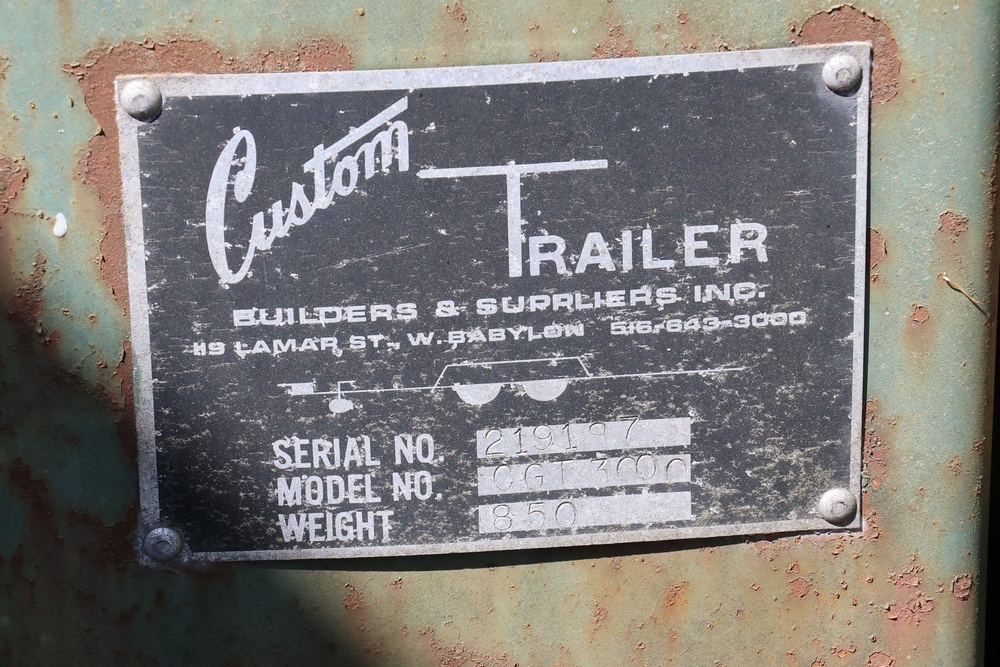 Custom
TRAILER
BUILDERS & SUPPLIERS INC.
119 LAMAR ST., W. BABYLON 516-643-3000
SERIAL NO. 219197
MODEL NO. OGT 3000
WEIGHT 850